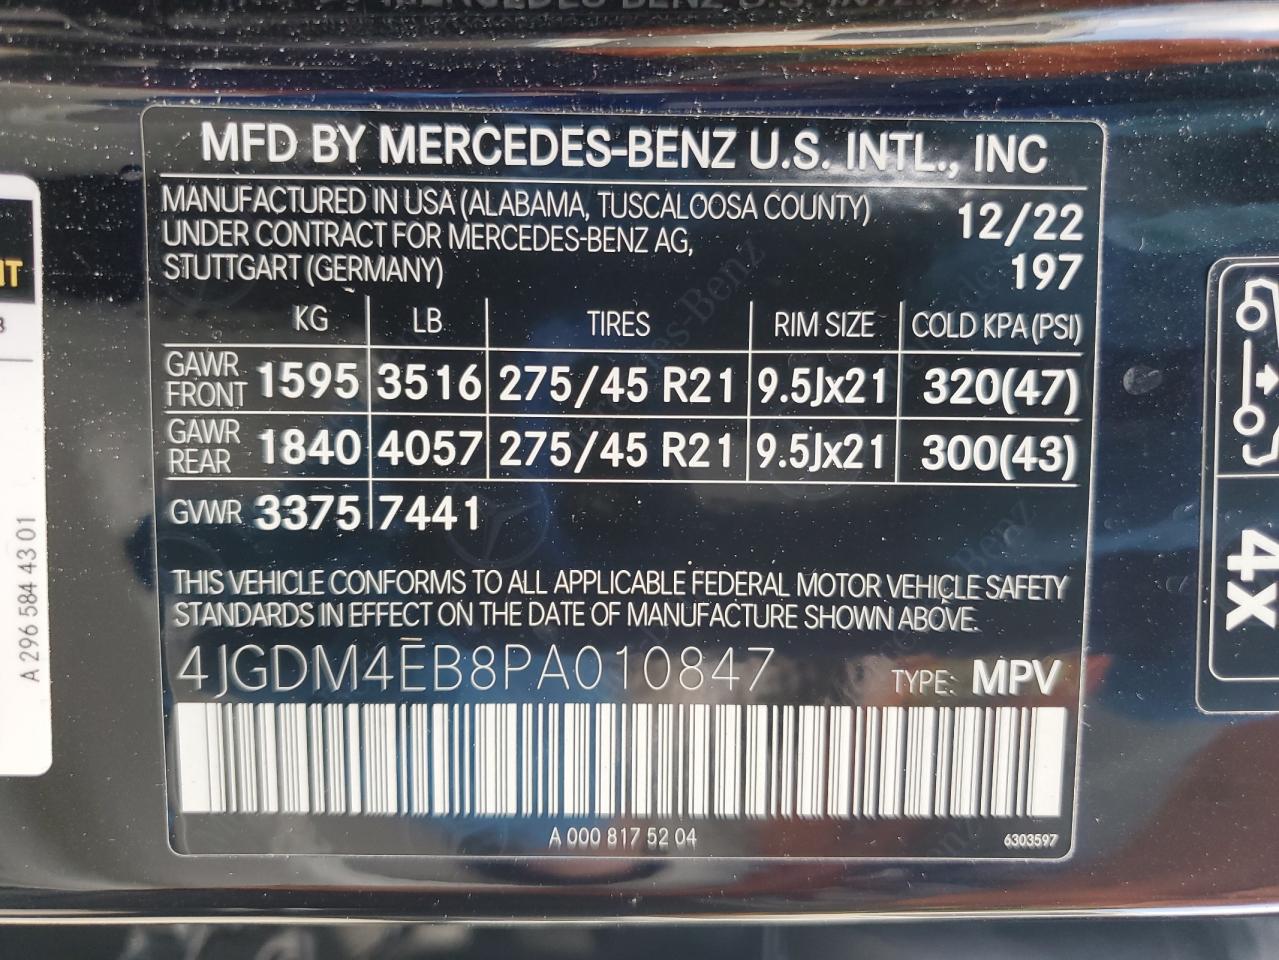 MFD BY MERCEDES-BENZ U.S. INTL., INC
MANUFACTURED IN USA (ALABAMA, TUSCALOOSA COUNTY)
UNDER CONTRACT FOR MERCEDES-BENZ AG,
STUTTGART (GERMANY)
12/22
197
KG LB TIRES RIM SIZE COLD KPA (PSI)
GAWR FRONT 1595 3516 275/45 R21 9.5Jx21 320(47)
GAWR REAR 1840 4057 275/45 R21 9.5Jx21 300(43)
GVWR 3375 7441
THIS VEHICLE CONFORMS TO ALL APPLICABLE FEDERAL MOTOR VEHICLE SAFETY
STANDARDS IN EFFECT ON THE DATE OF MANUFACTURE SHOWN ABOVE.
4JGDM4EB8PA010847 TYPE: MPV
A 000 817 52 04 6303597
A 296 584 43 01
4x